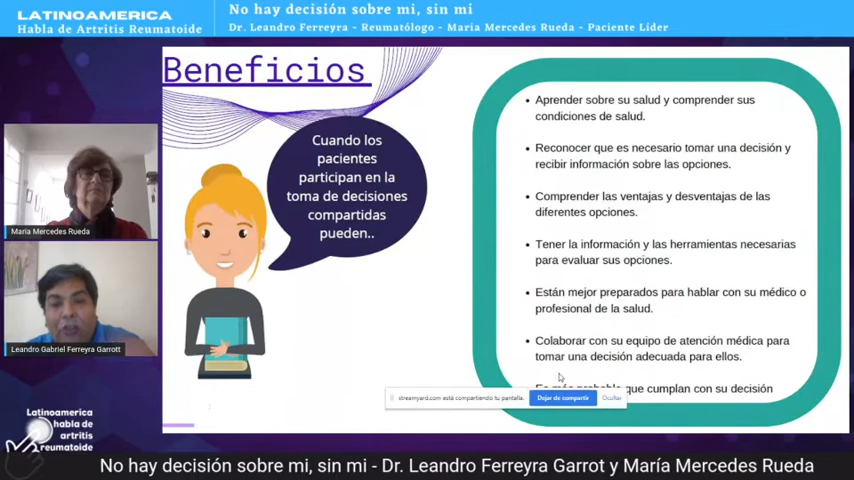 LATINOAMERICA
Habla de Artritis Reumatoide
No hay decisión sobre mi, sin mi
Dr. Leandro Ferreyra - Reumatólogo - Maria Mercedes Rueda - Paciente Líder
Beneficios
Cuando los
pacientes
participan en la
toma de decisiones
compartidas
pueden..
• Aprender sobre su salud y comprender sus
condiciones de salud.
• Reconocer que es necesario tomar una decisión y
recibir información sobre las opciones.
• Comprender las ventajas y desventajas de las
diferentes opciones.
• Tener la información y las herramientas necesarias
para evaluar sus opciones.
• Están mejor preparados para hablar con su médico o
profesional de la salud.
• Colaborar con su equipo de atención médica para
tomar una decisión adecuada para ellos.
que cumplan con su decisión
streamyard.com está compartiendo tu pantalla.
Dejar de compartir
Ocultar
Maria Mercedes Rueda
Leandro Gabriel Ferreyra Garrott
Latinoamerica
habla de
artritis
reumatoide
No hay decisión sobre mi, sin mi - Dr. Leandro Ferreyra Garrot y María Mercedes Rueda